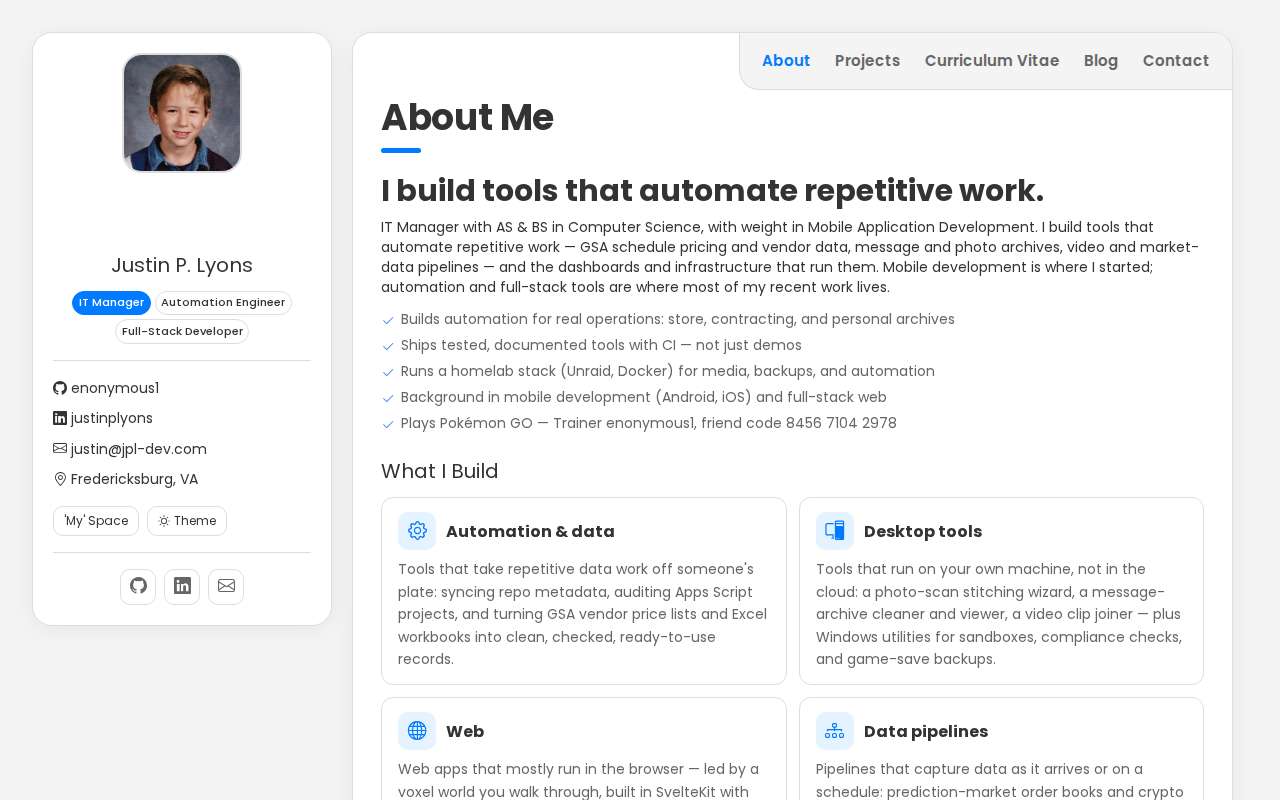 Justin P. Lyons
IT Manager
Automation Engineer
Full-Stack Developer
enonymous1
justinplyons
justin@jpl-dev.com
Fredericksburg, VA
'My' Space
Theme
About
Projects
Curriculum Vitae
Blog
Contact
About Me
I build tools that automate repetitive work.
IT Manager with AS & BS in Computer Science, with weight in Mobile Application Development. I build tools that
automate repetitive work — GSA schedule pricing and vendor data, message and photo archives, video and market-
data pipelines — and the dashboards and infrastructure that run them. Mobile development is where I started;
automation and full-stack tools are where most of my recent work lives.
Builds automation for real operations: store, contracting, and personal archives
Ships tested, documented tools with CI — not just demos
Runs a homelab stack (Unraid, Docker) for media, backups, and automation
Background in mobile development (Android, iOS) and full-stack web
Plays Pokémon GO — Trainer enonymous1, friend code 8456 7104 2978
What I Build
Automation & data
Tools that take repetitive data work off someone's
plate: syncing repo metadata, auditing Apps Script
projects, and turning GSA vendor price lists and Excel
workbooks into clean, checked, ready-to-use
records.
Desktop tools
Tools that run on your own machine, not in the
cloud: a photo-scan stitching wizard, a message-
archive cleaner and viewer, a video clip joiner — plus
Windows utilities for sandboxes, compliance checks,
and game-save backups.
Web
Web apps that mostly run in the browser — led by a
voxel world you walk through, built in SvelteKit with
Data pipelines
Pipelines that capture data as it arrives or on a
schedule: prediction-market order books and crypto